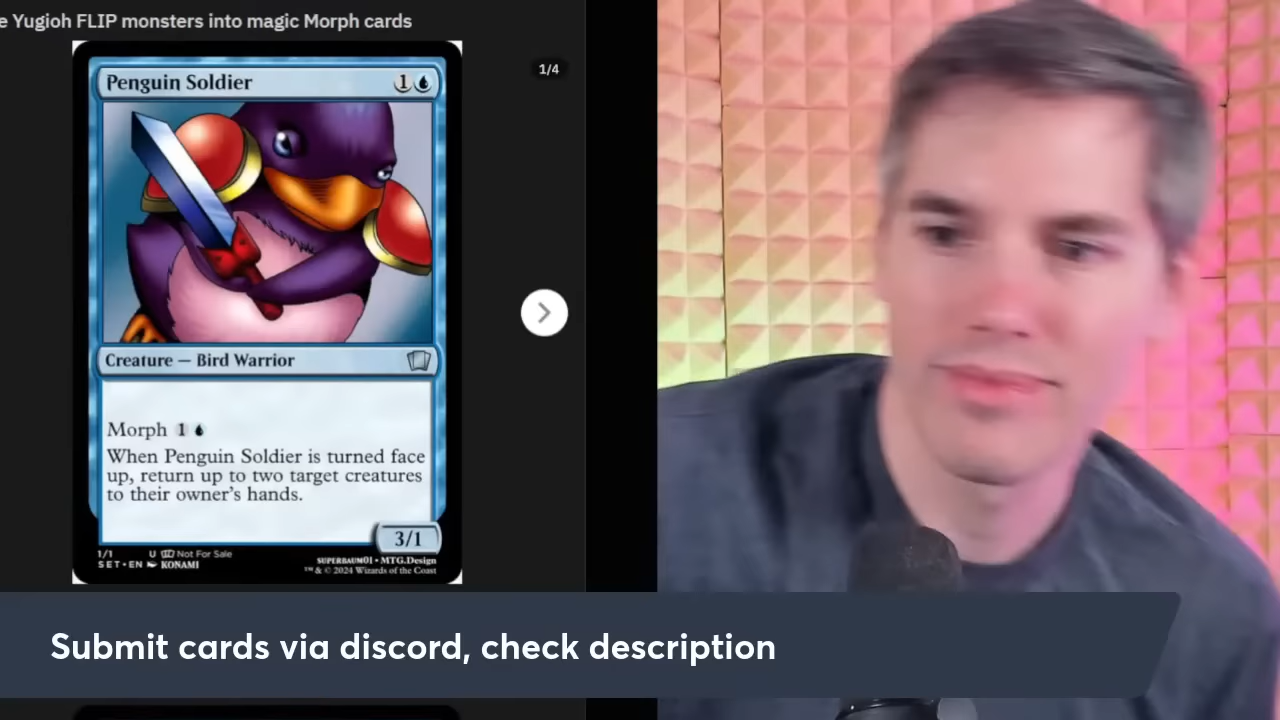 e Yugioh FLIP monsters into magic Morph cards
1/4
Penguin Soldier 1
Creature — Bird Warrior
Morph 1
When Penguin Soldier is turned face
up, return up to two target creatures
to their owner's hands.
3/1
1/1 U Not For Sale
SET • EN KONAMI
SUPERBAUM01 • MTG.Design
™ & © 2024 Wizards of the Coast
Submit cards via discord, check description